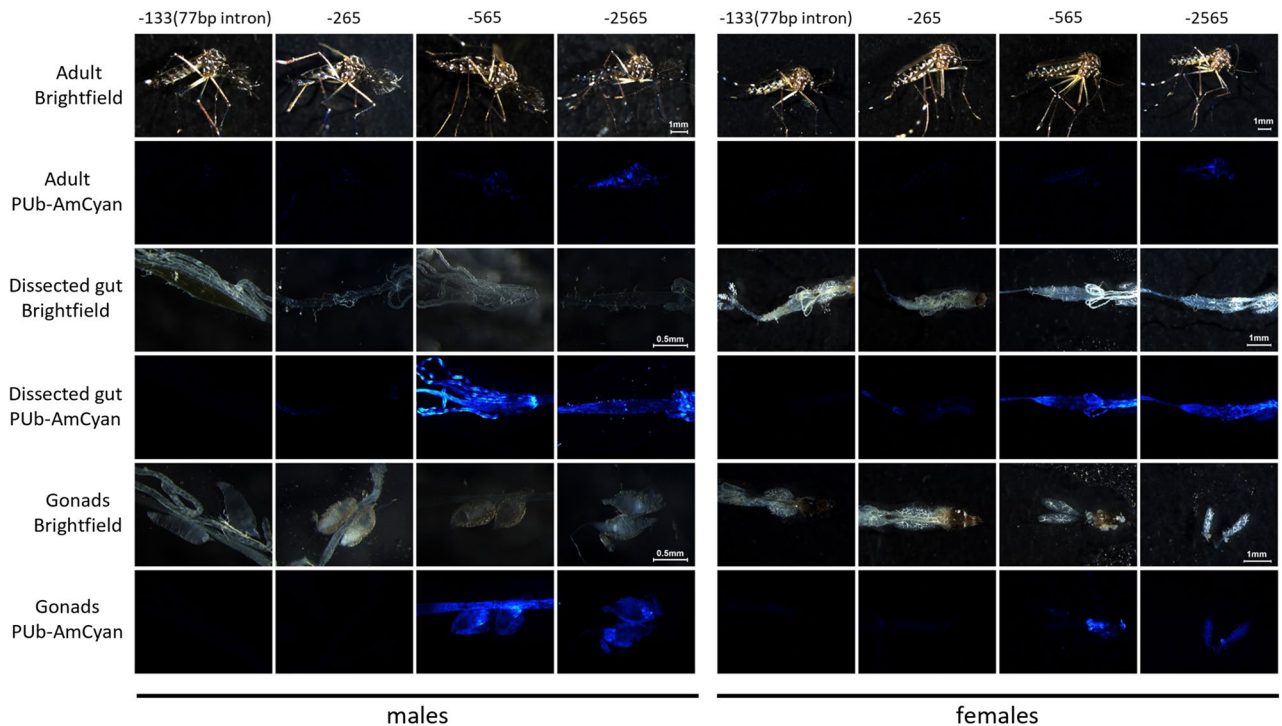 -133(77bp intron) -265 -565 -2565 -133(77bp intron) -265 -565 -2565
Adult
Brightfield
1mm 1mm
Adult
PUb-AmCyan
Dissected gut
Brightfield
0.5mm 1mm
Dissected gut
PUb-AmCyan
Gonads
Brightfield
0.5mm 1mm
Gonads
PUb-AmCyan
males females